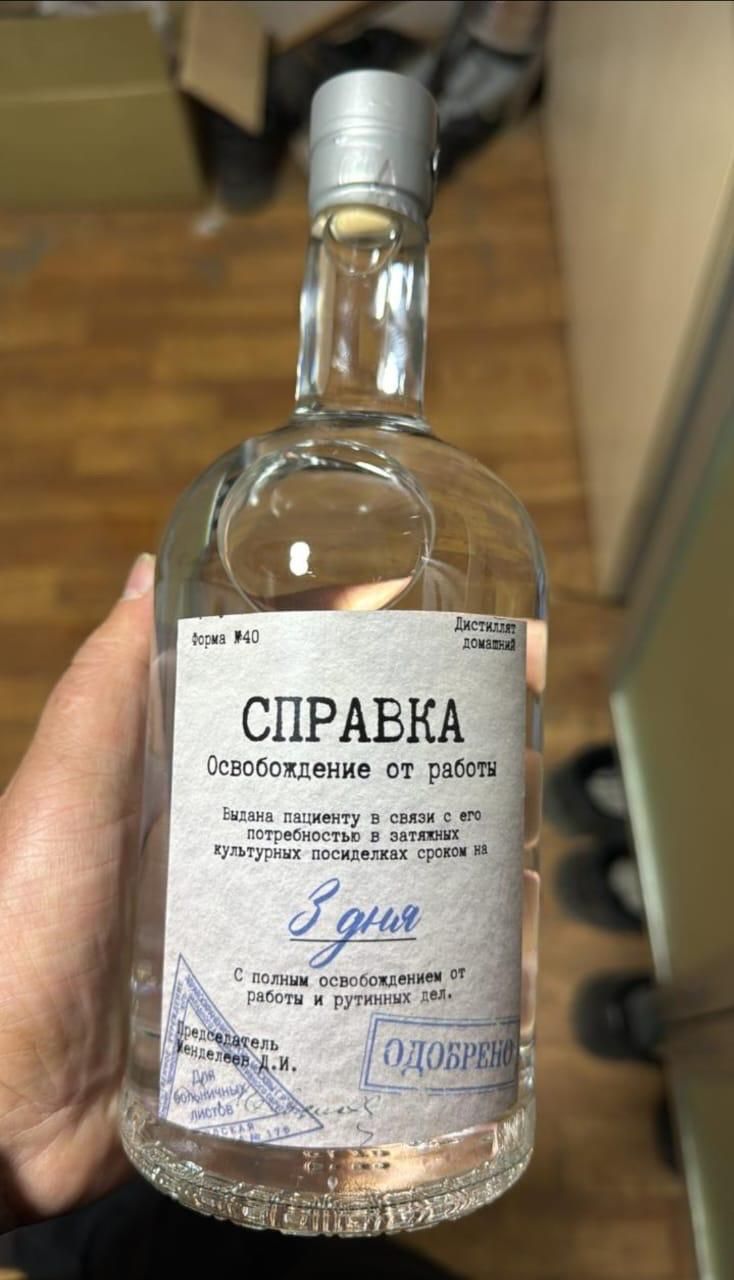 Форма №40
Дистиллят
домашний
СПРАВКА
Освобождение от работы
Выдана пациенту в связи с его
потребностью в затяжных
культурных посиделках сроком на
3 дня
С полным освобождением от
работы и рутинных дел.
Председатель
Менделеев Д.И.
Для
больничных
листов
ОДОБРЕНО